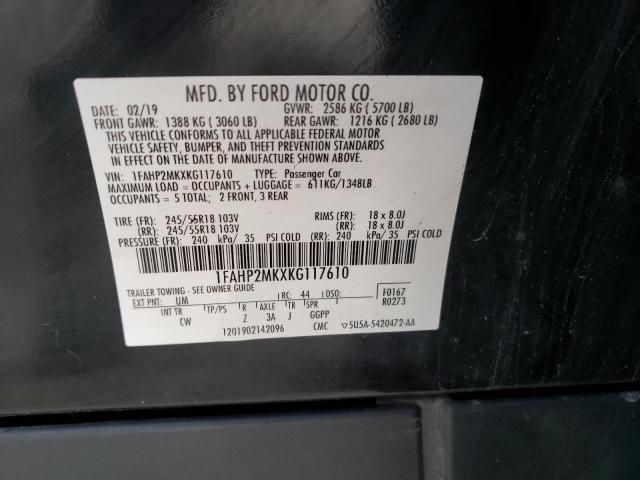 MFD. BY FORD MOTOR CO.
DATE: 02/19 GVWR: 2586 KG ( 5700 LB)
FRONT GAWR: 1388 KG ( 3060 LB) REAR GAWR: 1216 KG ( 2680 LB)
THIS VEHICLE CONFORMS TO ALL APPLICABLE FEDERAL MOTOR
VEHICLE SAFETY, BUMPER, AND THEFT PREVENTION STANDARDS
IN EFFECT ON THE DATE OF MANUFACTURE SHOWN ABOVE.
VIN: 1FAHP2MKXKG117610 TYPE: Passenger Car
MAXIMUM LOAD = OCCUPANTS + LUGGAGE = 611KG/1348LB
OCCUPANTS = 5 TOTAL; 2 FRONT, 3 REAR
TIRE (FR): 245/55R18 103V RIMS (FR): 18 x 8.0J
(RR): 245/55R18 103V (RR): 18 x 8.0J
PRESSURE (FR): 240 kPa/ 35 PSI COLD (RR): 240 kPa/ 35 PSI COLD
1FAHP2MKXKG117610
TRAILER TOWING - SEE OWNER GUIDE
EXT PNT: UM RC: 44 DSO: F0167
INT TR TP/PS R AXLE TR SPR R0273
CW Z 3A J GGPP
1201902142096 CMC ▽5U5A-5420472-AA